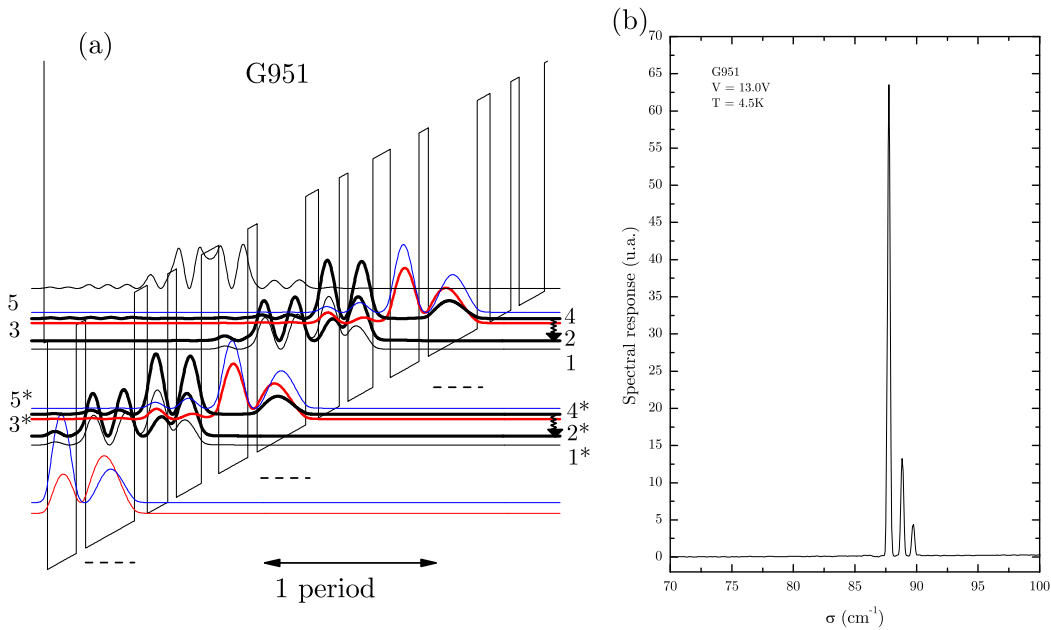 (a)
G951
5
3
4
2
1
5*
3*
4*
2*
1*
1 period
(b)
70
65
60
55
50
45
40
35
30
25
20
15
10
5
0
Spectral response (u.a.)
G951
V = 13.0V
T = 4.5K
70 75 80 85 90 95 100
σ (cm-1)